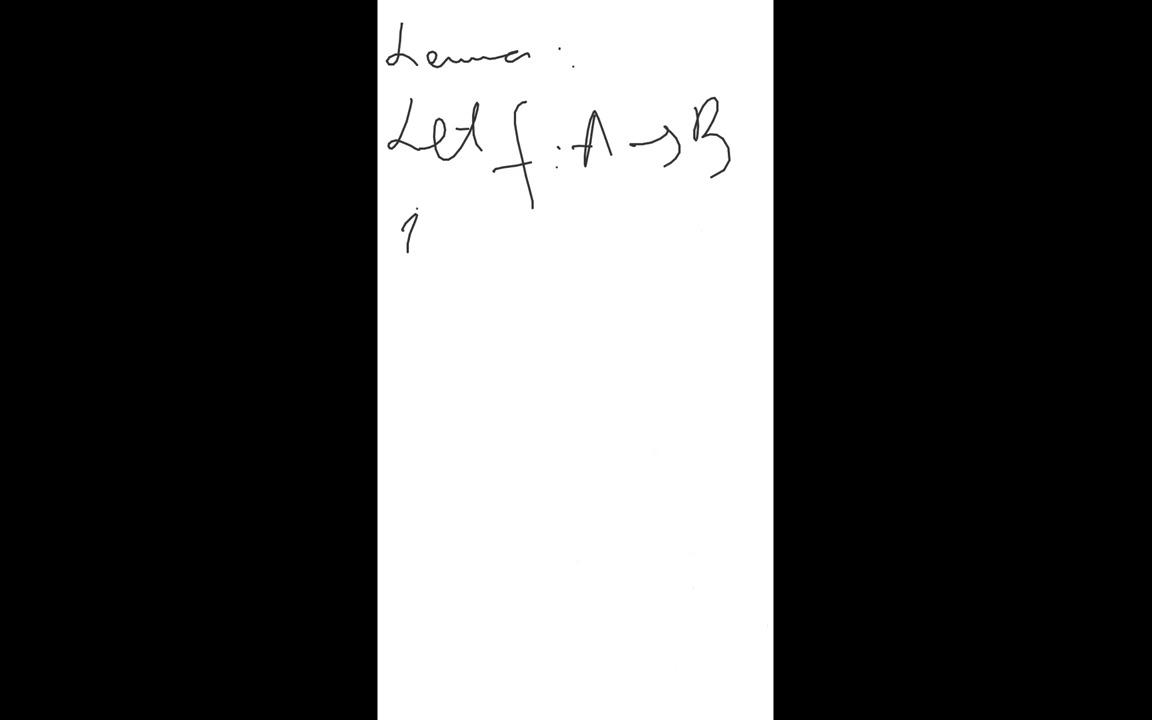 Lemma :
Let f : A → B
i